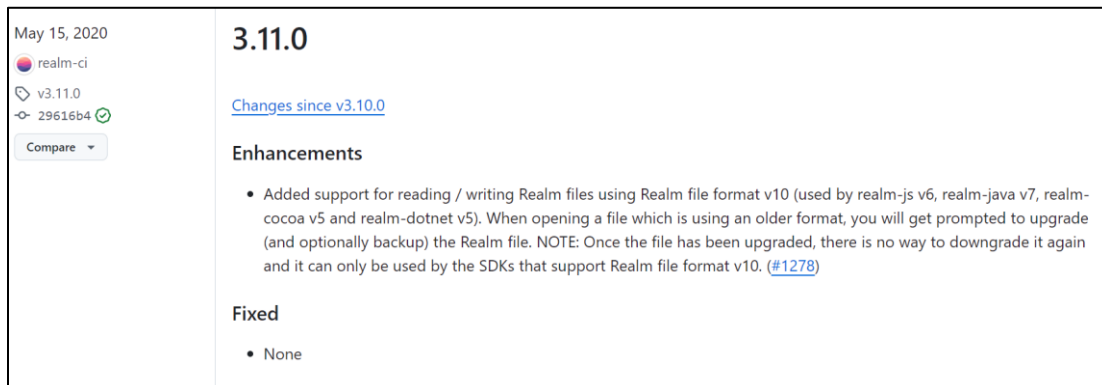 May 15, 2020
realm-ci
v3.11.0
29616b4
Compare
3.11.0
Changes since v3.10.0
Enhancements
Added support for reading / writing Realm files using Realm file format v10 (used by realm-js v6, realm-java v7, realm-
cocoa v5 and realm-dotnet v5). When opening a file which is using an older format, you will get prompted to upgrade
(and optionally backup) the Realm file. NOTE: Once the file has been upgraded, there is no way to downgrade it again
and it can only be used by the SDKs that support Realm file format v10. (#1278)
Fixed
None